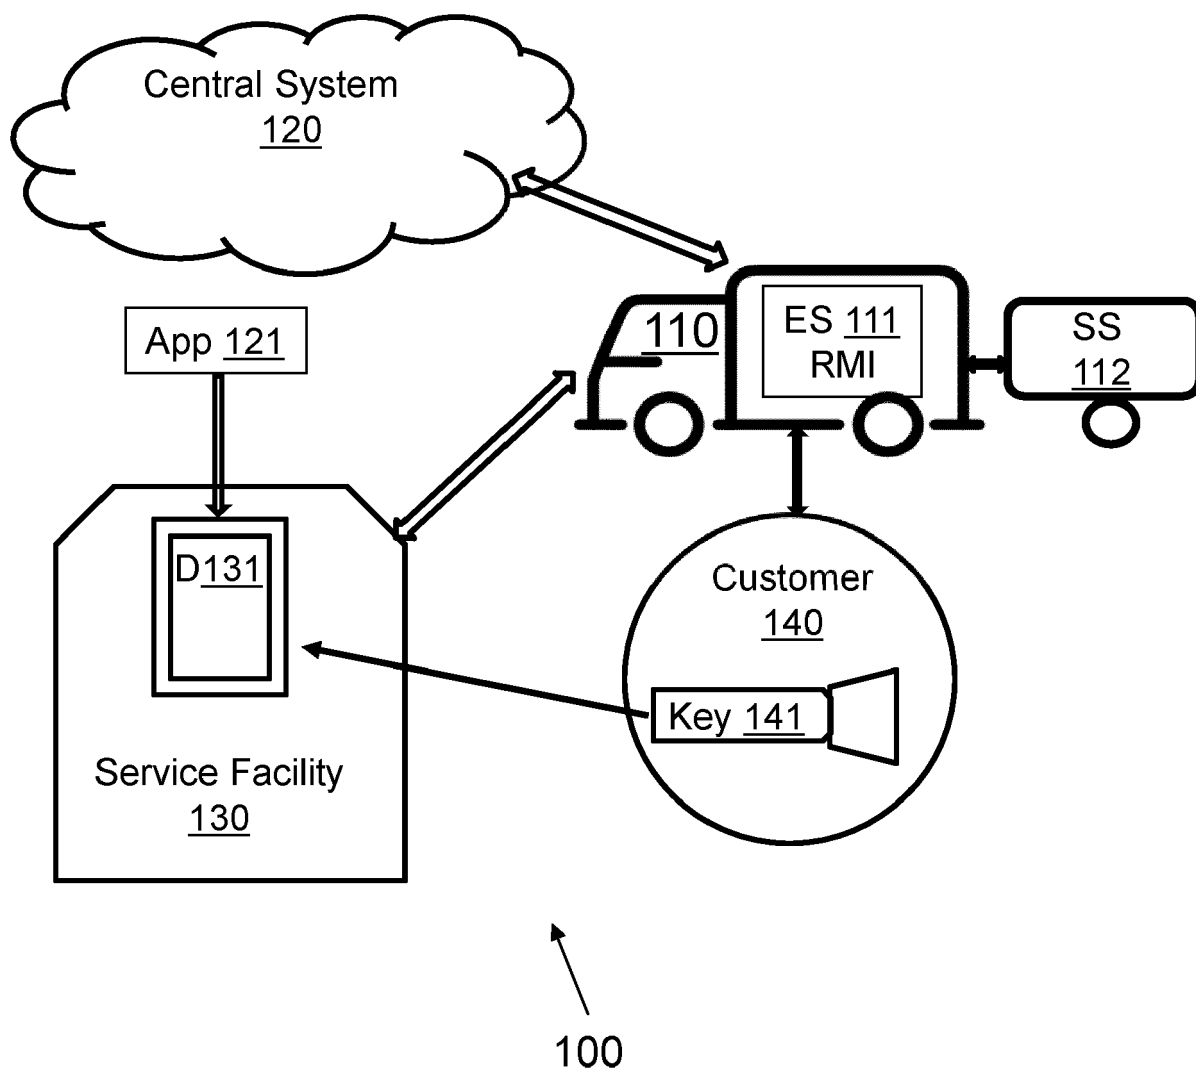 Central System
120
App 121
110
ES 111
RMI
SS
112
D131
Customer
140
Key 141
Service Facility
130
100